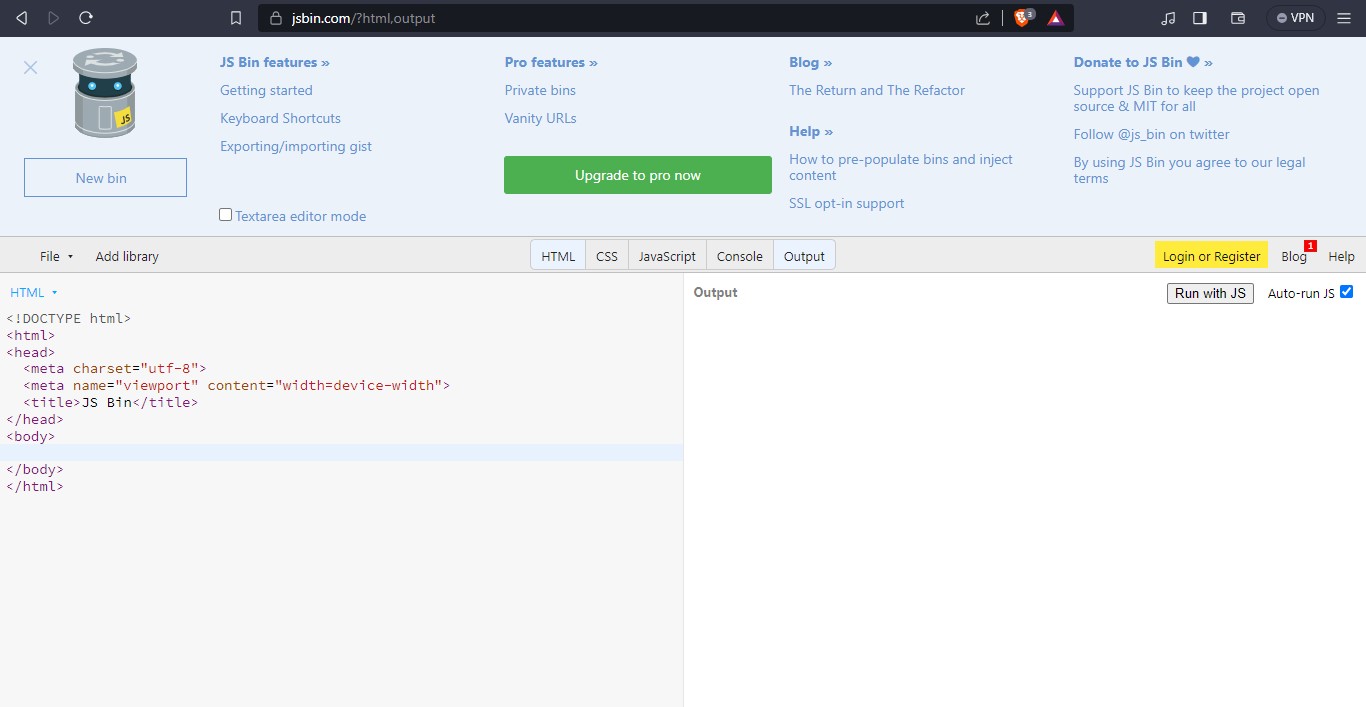 jsbin.com/?html,output
3
VPN
JS Bin features »
Getting started
Keyboard Shortcuts
Exporting/importing gist
Textarea editor mode
JS
New bin
Pro features »
Private bins
Vanity URLs
Upgrade to pro now
Blog »
The Return and The Refactor
Help »
How to pre-populate bins and inject
content
SSL opt-in support
Donate to JS Bin ♥ »
Support JS Bin to keep the project open
source & MIT for all
Follow @js_bin on twitter
By using JS Bin you agree to our legal
terms
File ▾ Add library HTML CSS JavaScript Console Output Login or Register Blog 1 Help
HTML ▾
<!DOCTYPE html>
<html>
<head>
  <meta charset="utf-8">
  <meta name="viewport" content="width=device-width">
  <title>JS Bin</title>
</head>
<body>

</body>
</html>
Output Run with JS Auto-run JS